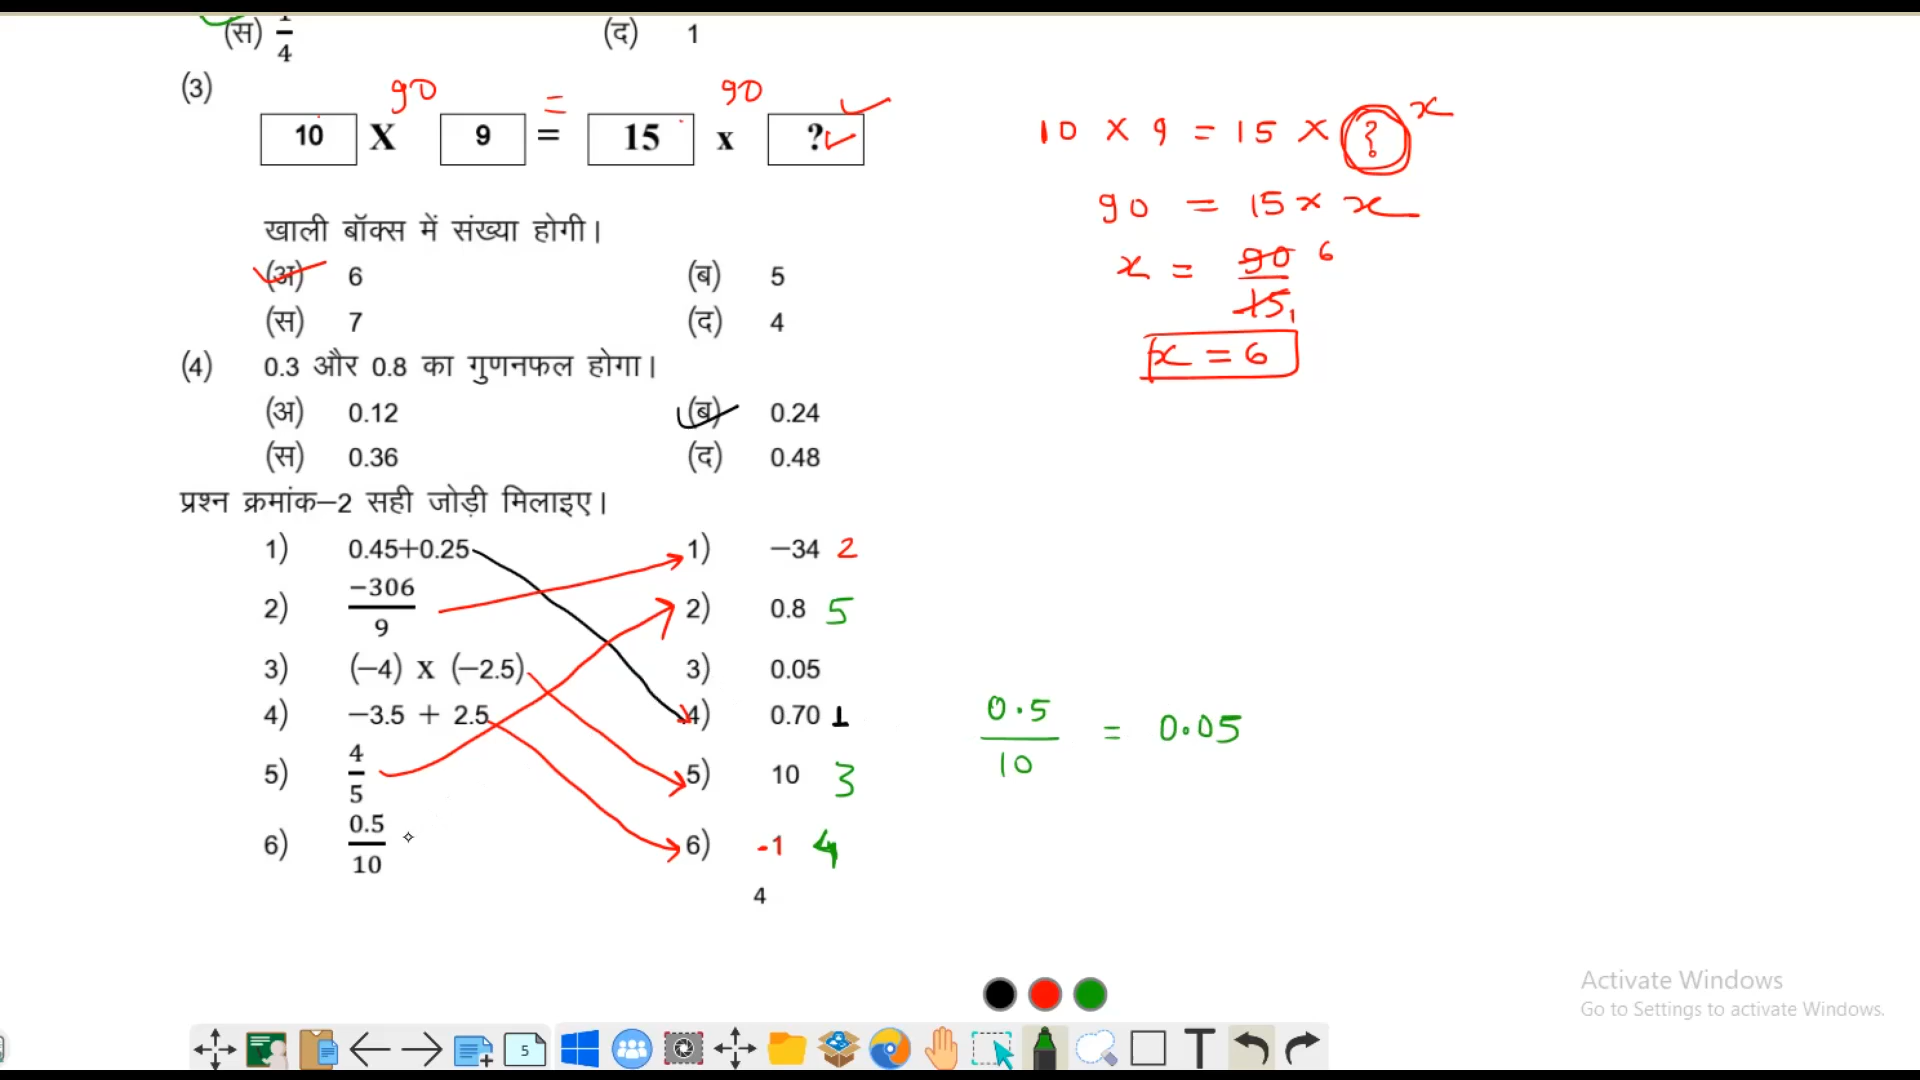 (स) 1/4 (द) 1
(3) 90 = 90
10 X 9 = 15 x ?
खाली बॉक्स में संख्या होगी।
(अ) 6 (ब) 5
(स) 7 (द) 4
(4) 0.3 और 0.8 का गुणनफल होगा।
(अ) 0.12 (ब) 0.24
(स) 0.36 (द) 0.48
प्रश्न क्रमांक–2 सही जोड़ी मिलाइए।
1) 0.45+0.25 1) –34 2
2) −306/9 2) 0.8 5
3) (–4) X (–2.5) 3) 0.05
4) –3.5 + 2.5 4) 0.70 1
5) 4/5 5) 10 3
6) 0.5/10 6) -1 4
4
10 × 9 = 15 × ? x
90 = 15 × x
x = 90/15 6 1
x = 6
0.5/10 = 0.05
Activate Windows
Go to Settings to activate Windows.
5
T